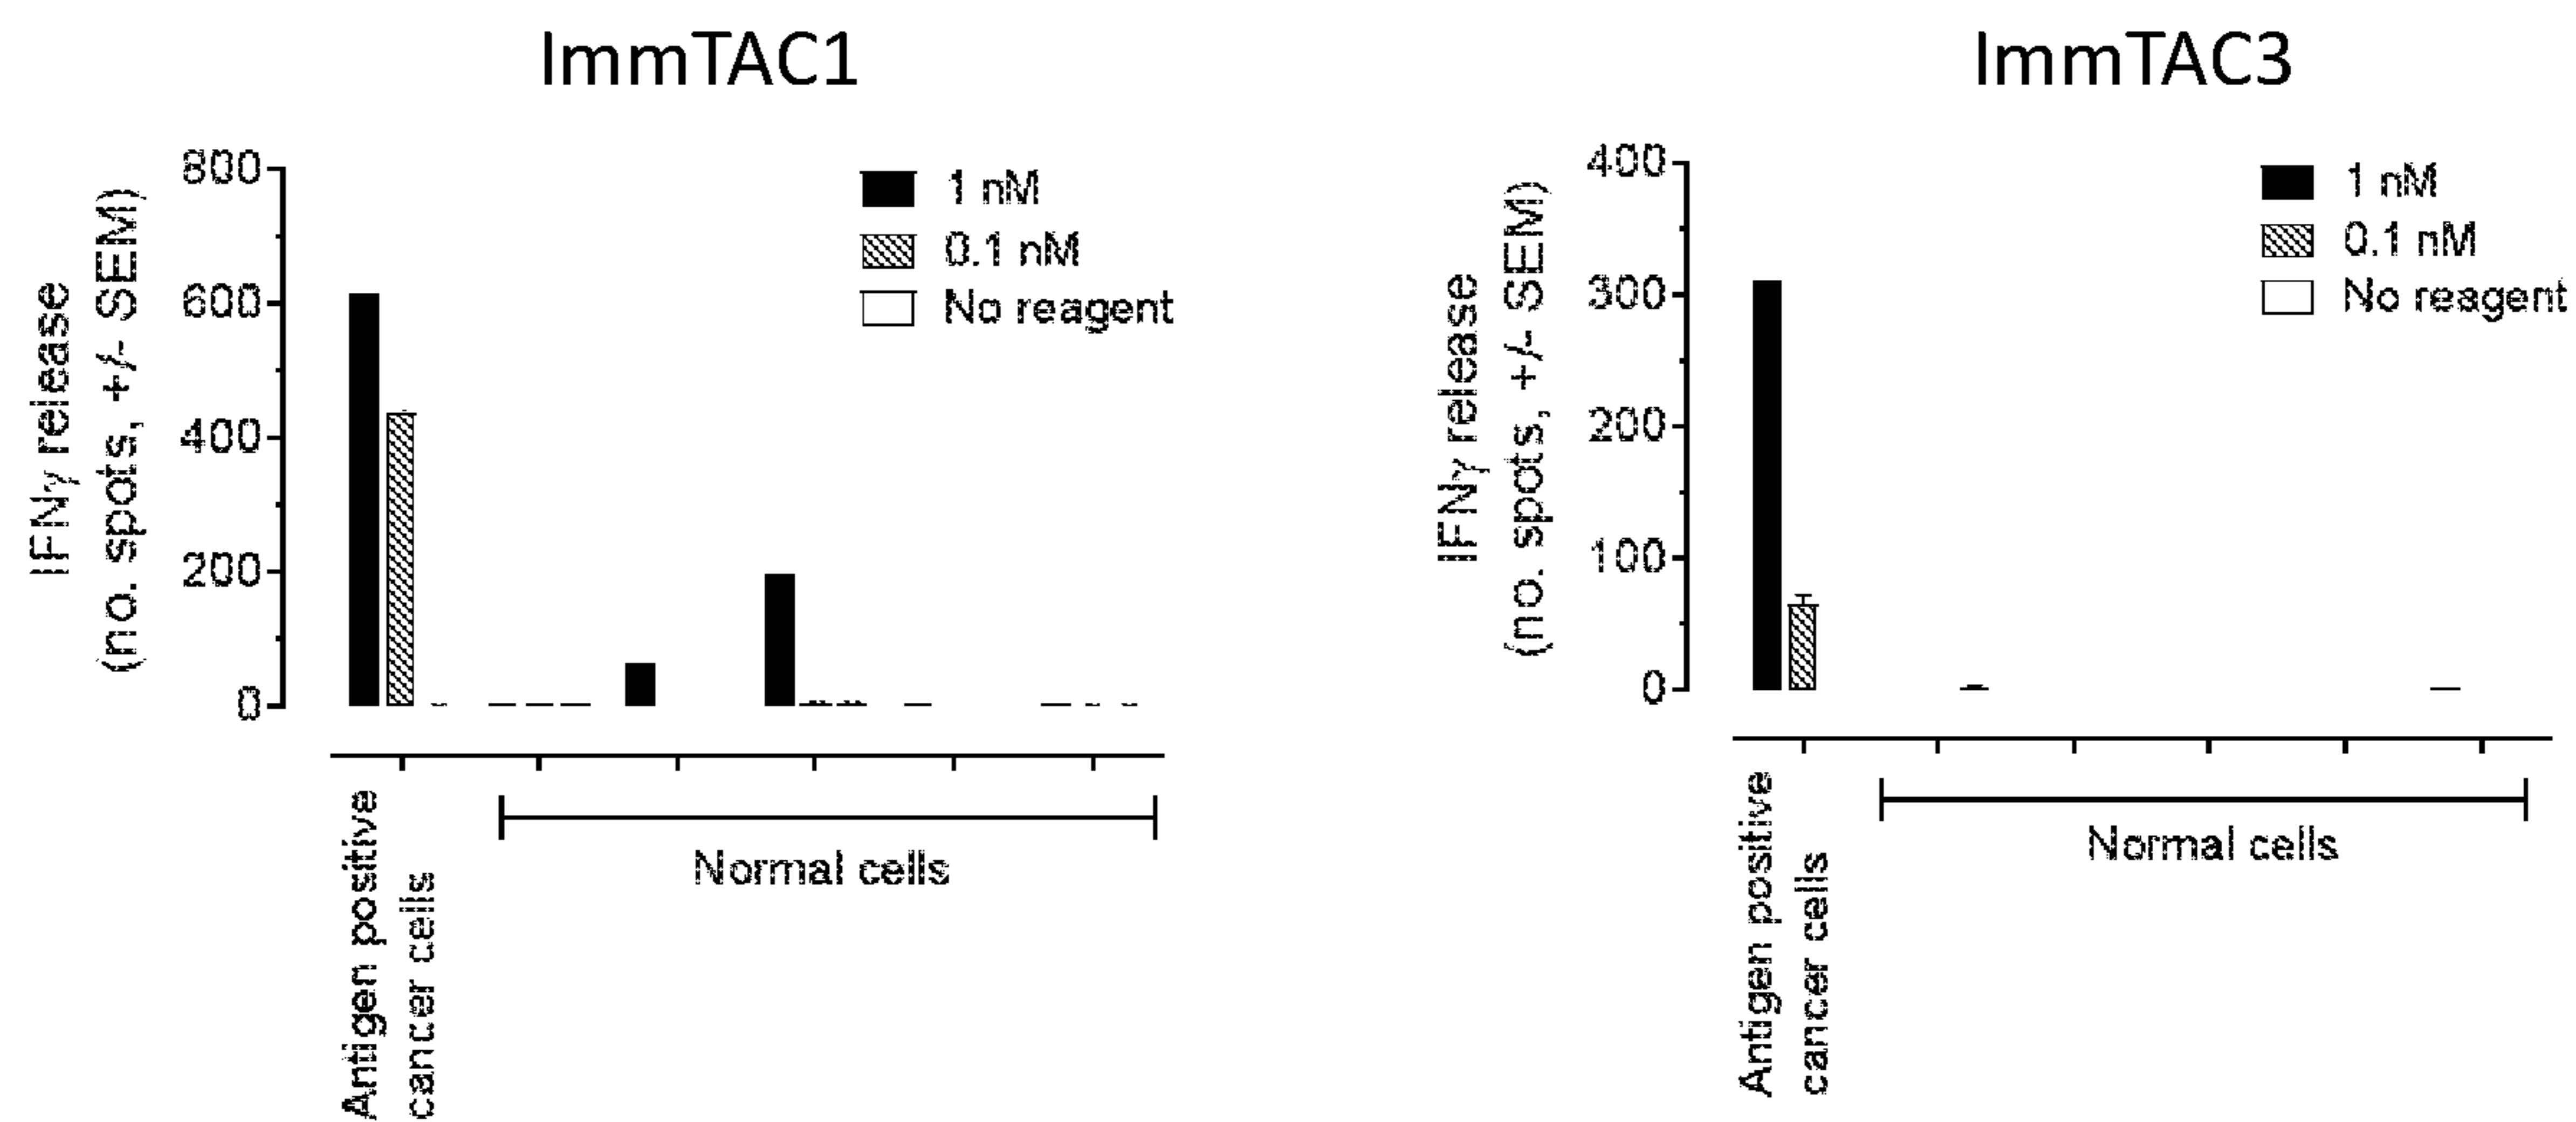 ImmTAC1
800
600
400
200
0
IFNγ release
(no. spots, +/- SEM)
1 nM
0.1 nM
No reagent
Antigen positive
cancer cells
Normal cells
ImmTAC3
400
300
200
100
0
IFNγ release
(no. spots, +/- SEM)
1 nM
0.1 nM
No reagent
Antigen positive
cancer cells
Normal cells